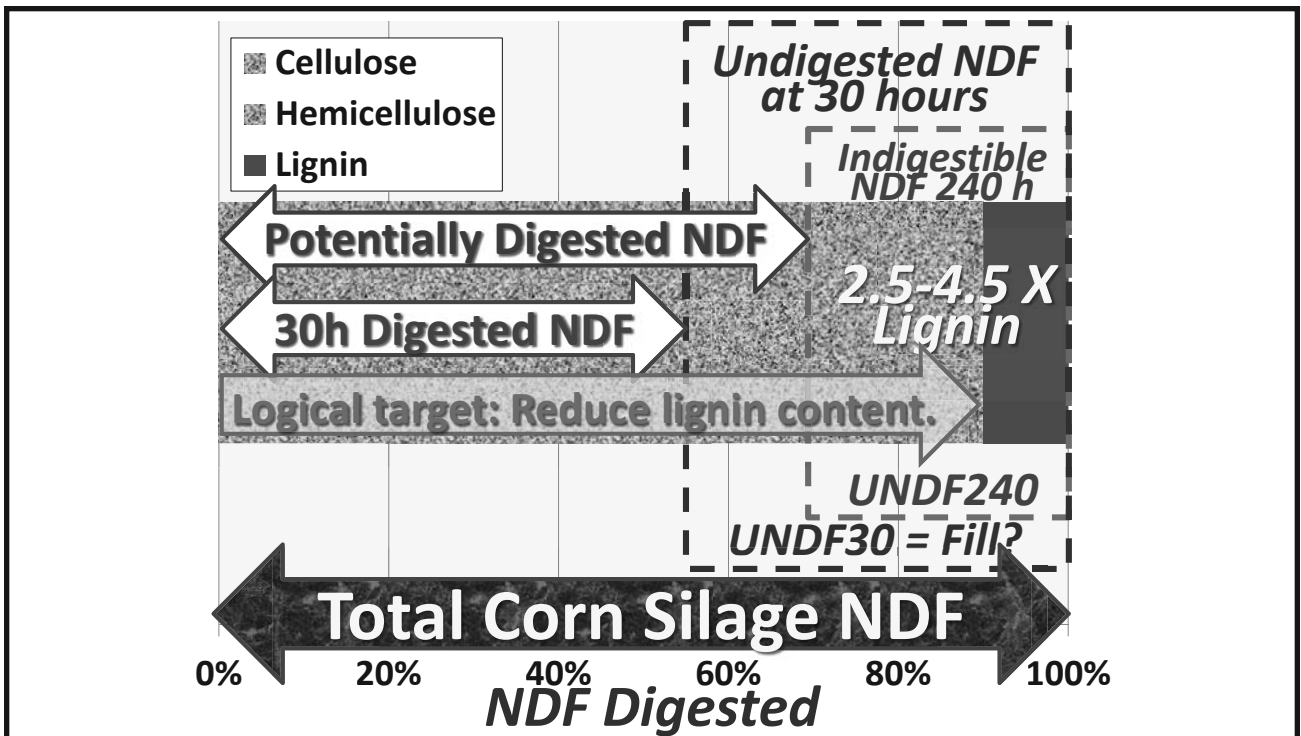 Cellulose
Hemicellulose
Lignin
Undigested NDF
at 30 hours
Indigestible
NDF 240 h
Potentially Digested NDF
30h Digested NDF
2.5-4.5 X
Lignin
Logical target: Reduce lignin content.
UNDF240
UNDF30 = Fill?
Total Corn Silage NDF
0% 20% 40% 60% 80% 100%
NDF Digested